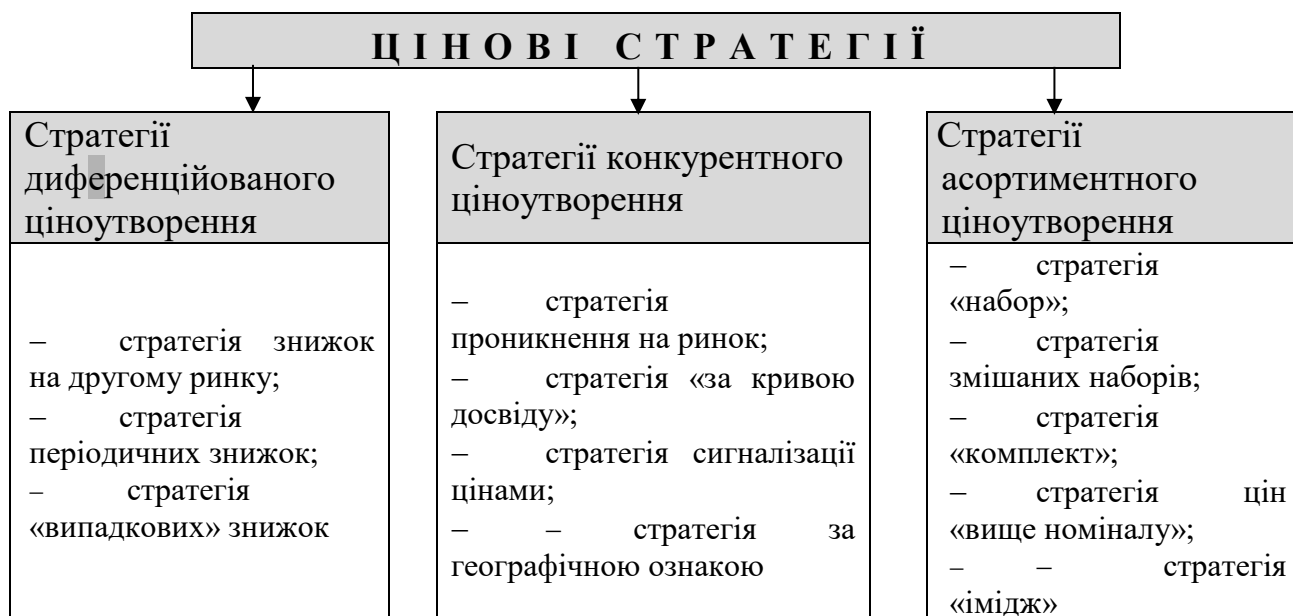 ЦІНОВІ СТРАТЕГІЇ
Стратегії
диференційованого
ціноутворення
– стратегія знижок
на другому ринку;
– стратегія
періодичних знижок;
– стратегія
«випадкових» знижок
Стратегії конкурентного
ціноутворення
– стратегія
проникнення на ринок;
– стратегія «за кривою
досвіду»;
– стратегія сигналізації
цінами;
– – стратегія за
географічною ознакою
Стратегії
асортиментного
ціноутворення
– стратегія
«набор»;
– стратегія
змішаних наборів;
– стратегія
«комплект»;
– стратегія цін
«вище номіналу»;
– – стратегія
«імідж»